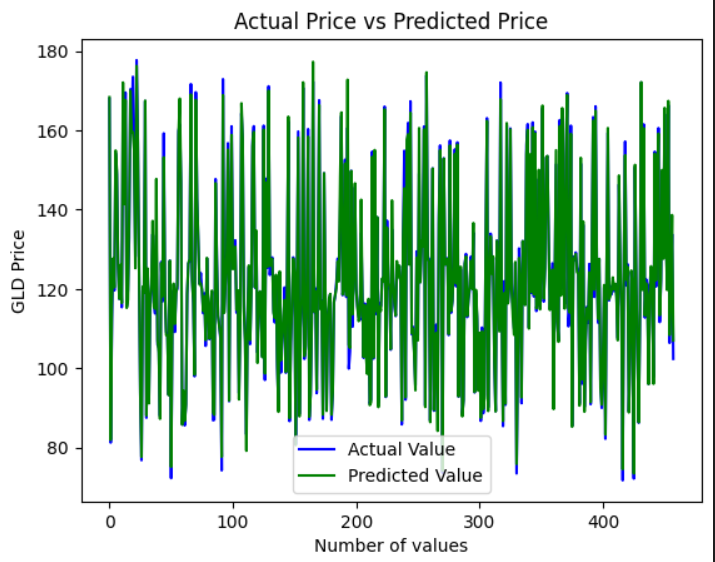 Actual Price vs Predicted Price
180
160
140
120
100
80
GLD Price
Actual Value
Predicted Value
0
100
200
300
400
Number of values